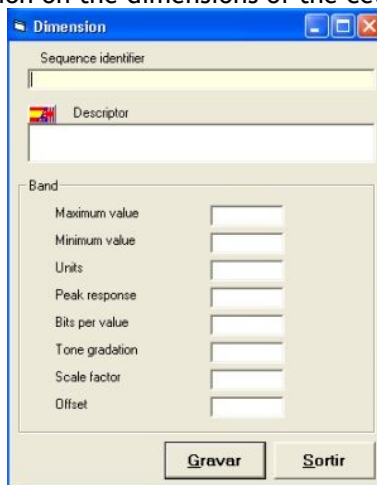 ion on the dimensions of the
Dimension
Sequence identifier
Descriptor
Band
Maximum value
Minimum value
Units
Peak response
Bits per value
Tone gradation
Scale factor
Offset
Gravar Sortir